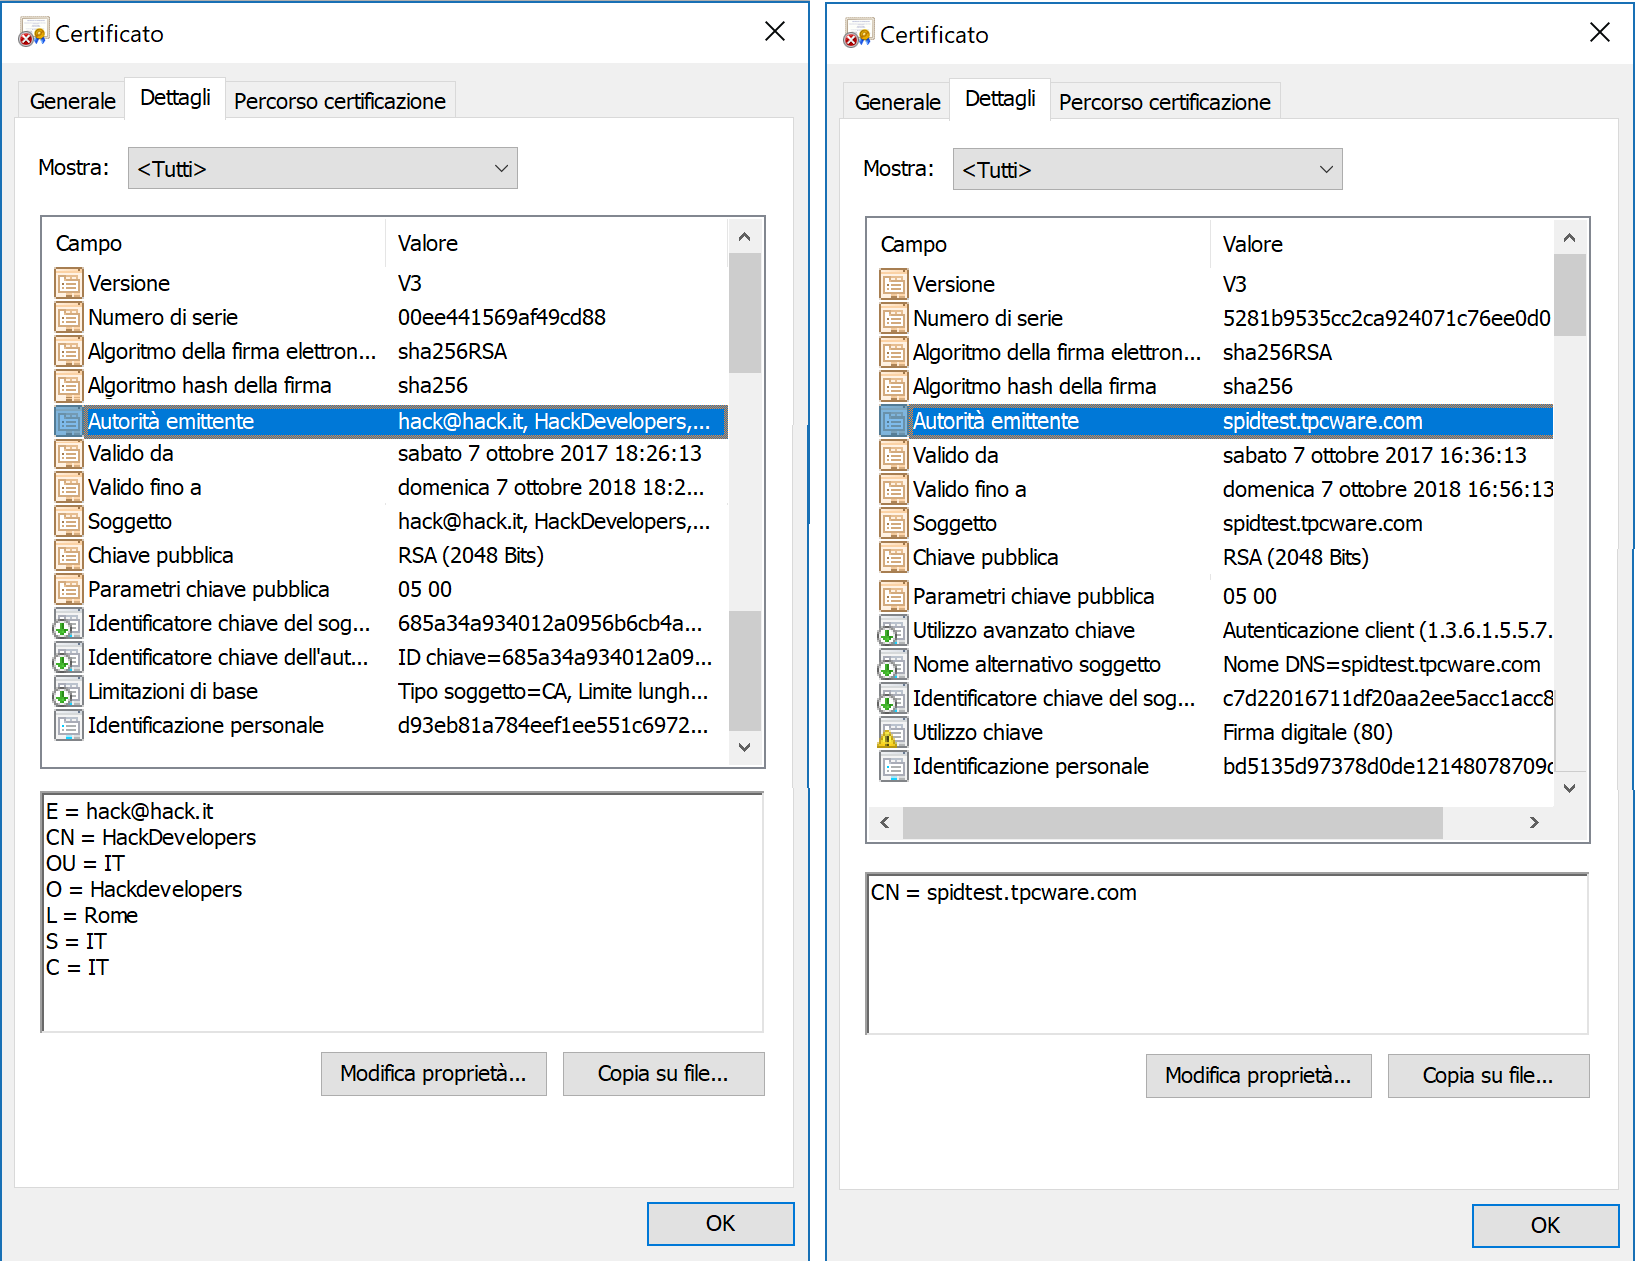 Certificato
Generale Dettagli Percorso certificazione
Mostra: <Tutti>
Campo Valore
Versione V3
Numero di serie 00ee441569af49cd88
Algoritmo della firma elettron... sha256RSA
Algoritmo hash della firma sha256
Autorità emittente hack@hack.it, HackDevelopers,...
Valido da sabato 7 ottobre 2017 18:26:13
Valido fino a domenica 7 ottobre 2018 18:2...
Soggetto hack@hack.it, HackDevelopers,...
Chiave pubblica RSA (2048 Bits)
Parametri chiave pubblica 05 00
Identificatore chiave del sog... 685a34a934012a0956b6cb4a...
Identificatore chiave dell'aut... ID chiave=685a34a934012a09...
Limitazioni di base Tipo soggetto=CA, Limite lungh...
Identificazione personale d93eb81a784eef1ee551c6972...
E = hack@hack.it
CN = HackDevelopers
OU = IT
O = Hackdevelopers
L = Rome
S = IT
C = IT
Modifica proprietà... Copia su file...
OK
Certificato
Generale Dettagli Percorso certificazione
Mostra: <Tutti>
Campo Valore
Versione V3
Numero di serie 5281b9535cc2ca924071c76ee0d0
Algoritmo della firma elettron... sha256RSA
Algoritmo hash della firma sha256
Autorità emittente spidtest.tpcware.com
Valido da sabato 7 ottobre 2017 16:36:13
Valido fino a domenica 7 ottobre 2018 16:56:13
Soggetto spidtest.tpcware.com
Chiave pubblica RSA (2048 Bits)
Parametri chiave pubblica 05 00
Utilizzo avanzato chiave Autenticazione client (1.3.6.1.5.5.7.
Nome alternativo soggetto Nome DNS=spidtest.tpcware.com
Identificatore chiave del sog... c7d22016711df20aa2ee5acc1acc8
Utilizzo chiave Firma digitale (80)
Identificazione personale bd5135d97378d0de12148078709c
CN = spidtest.tpcware.com
Modifica proprietà... Copia su file...
OK